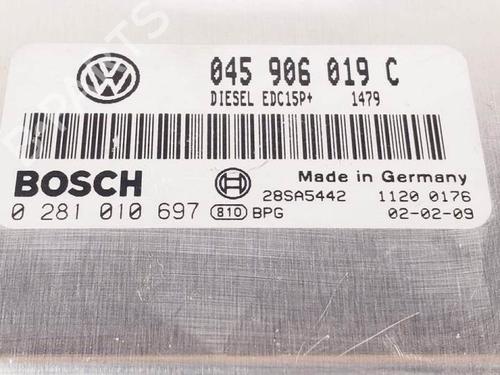 045 906 019 C
DIESEL EDC15P+ 1479
BOSCH
Made in Germany
28SA5442 1120 0176
0 281 010 697 810 BPG 02-02-09